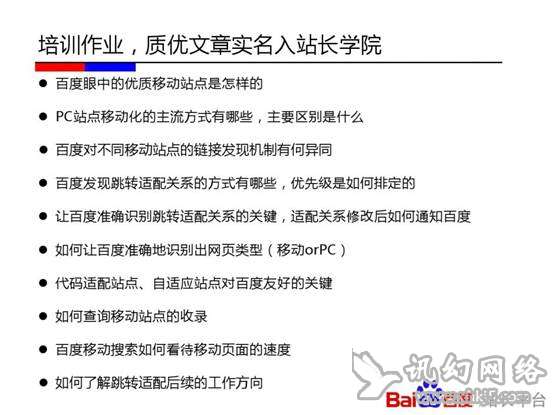 培训作业，质优文章实名入站长学院
百度眼中的优质移动站点是怎样的
PC站点移动化的主流方式有哪些，主要区别是什么
百度对不同移动站点的链接发现机制有何异同
百度发现跳转适配关系的方式有哪些，优先级是如何排定的
让百度准确识别跳转适配关系的关键，适配关系修改后如何通知百度
如何让百度准确地识别出网页类型（移动orPC）
代码适配站点、自适应站点对百度友好的关键
如何查询移动站点的收录
百度移动搜索如何看待移动页面的速度
如何了解跳转适配后续的工作方向
讯幻网络
Bai
平台